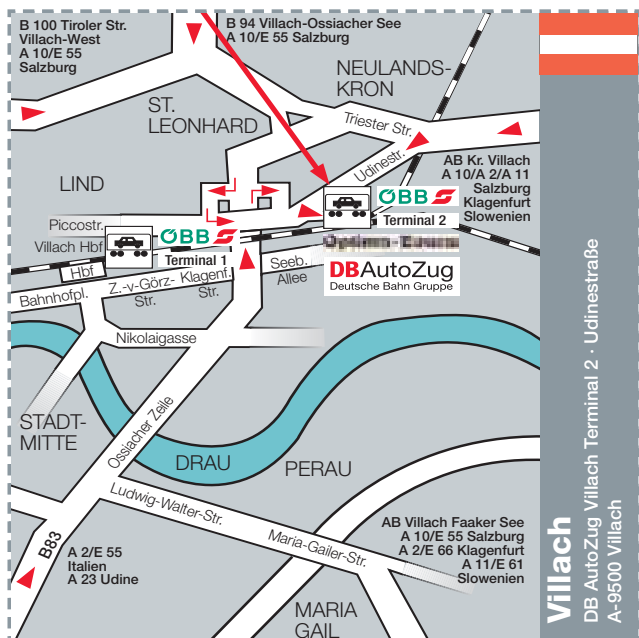 B 100 Tiroler Str.
Villach-West
A 10/E 55
Salzburg
B 94 Villach-Ossiacher See
A 10/E 55 Salzburg
NEULANDS-
KRON
ST.
LEONHARD
Triester Str.
Udinestr.
AB Kr. Villach
A 10/A 2/A 11
Salzburg
Klagenfurt
Slowenien
LIND
ÖBB
Terminal 2
Piccostr.
Villach Hbf
ÖBB
Terminal 1
Hbf
Bahnhofpl.
Z.-v-Görz-
Str.
Klagenf.
Str.
Seeb.
Allee
DBAutoZug
Deutsche Bahn Gruppe
Nikolaigasse
STADT-
MITTE
Ossiacher Zeile
DRAU
PERAU
Ludwig-Walter-Str.
Maria-Gailer-Str.
B83
A 2/E 55
Italien
A 23 Udine
AB Villach Faaker See
A 10/E 55 Salzburg
A 2/E 66 Klagenfurt
A 11/E 61
Slowenien
MARIA
GAIL
Villach
DB AutoZug Villach Terminal 2 · Udinestraße
A-9500 Villach